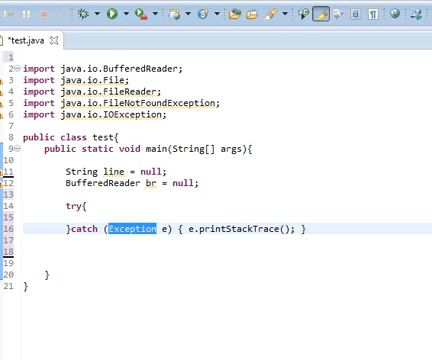 *test.java
1
2 import java.io.BufferedReader;
3 import java.io.File;
4 import java.io.FileReader;
5 import java.io.FileNotFoundException;
6 import java.io.IOException;
7
8 public class test{
9 public static void main(String[] args){
10
11 String line = null;
12 BufferedReader br = null;
13
14 try{
15
16 }catch (Exception e) { e.printStackTrace(); }
17
18
20 }
21 }